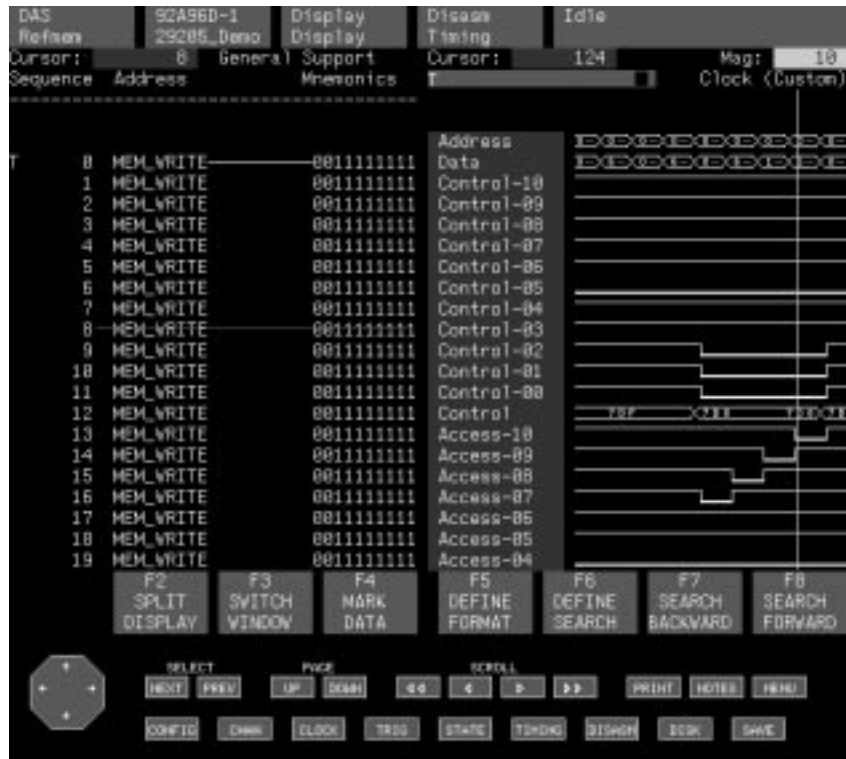 DAS 92A96D-1 Display Disasm Idle
Refmem 29205_Demo Display Timing
Cursor: 8 General Support Cursor: 124 Mag: 10
Sequence Address Mnemonics T Clock (Custom)
Address
T 0 MEM_WRITE 0011111111 Data
1 MEM_WRITE 0011111111 Control-10
2 MEM_WRITE 0011111111 Control-09
3 MEM_WRITE 0011111111 Control-08
4 MEM_WRITE 0011111111 Control-07
5 MEM_WRITE 0011111111 Control-06
6 MEM_WRITE 0011111111 Control-05
7 MEM_WRITE 0011111111 Control-04
8 MEM_WRITE 0011111111 Control-03
9 MEM_WRITE 0011111111 Control-02
10 MEM_WRITE 0011111111 Control-01
11 MEM_WRITE 0011111111 Control-00
12 MEM_WRITE 0011111111 Control
13 MEM_WRITE 0011111111 Access-10
14 MEM_WRITE 0011111111 Access-09
15 MEM_WRITE 0011111111 Access-08
16 MEM_WRITE 0011111111 Access-07
17 MEM_WRITE 0011111111 Access-06
18 MEM_WRITE 0011111111 Access-05
19 MEM_WRITE 0011111111 Access-04
F2 F3 F4 F5 F6 F7 F8
SPLIT SWITCH MARK DEFINE DEFINE SEARCH SEARCH
DISPLAY WINDOW DATA FORMAT SEARCH BACKWARD FORWARD
SELECT PAGE SCROLL
NEXT PREV UP DOWN PRINT NOTES MENU
CONFIG CHAN CLOCK TRIG STATE TIMING DISASM DISK SAVE